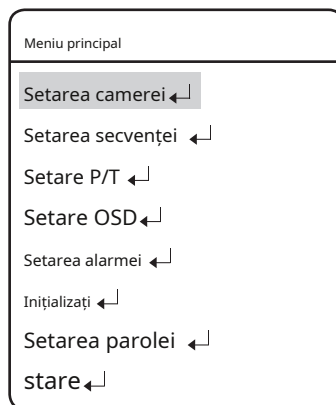 Meniu principal
Setarea camerei
Setarea secvenței
Setare P/T
Setare OSD
Setarea alarmei
Inițializați
Setarea parolei
stare